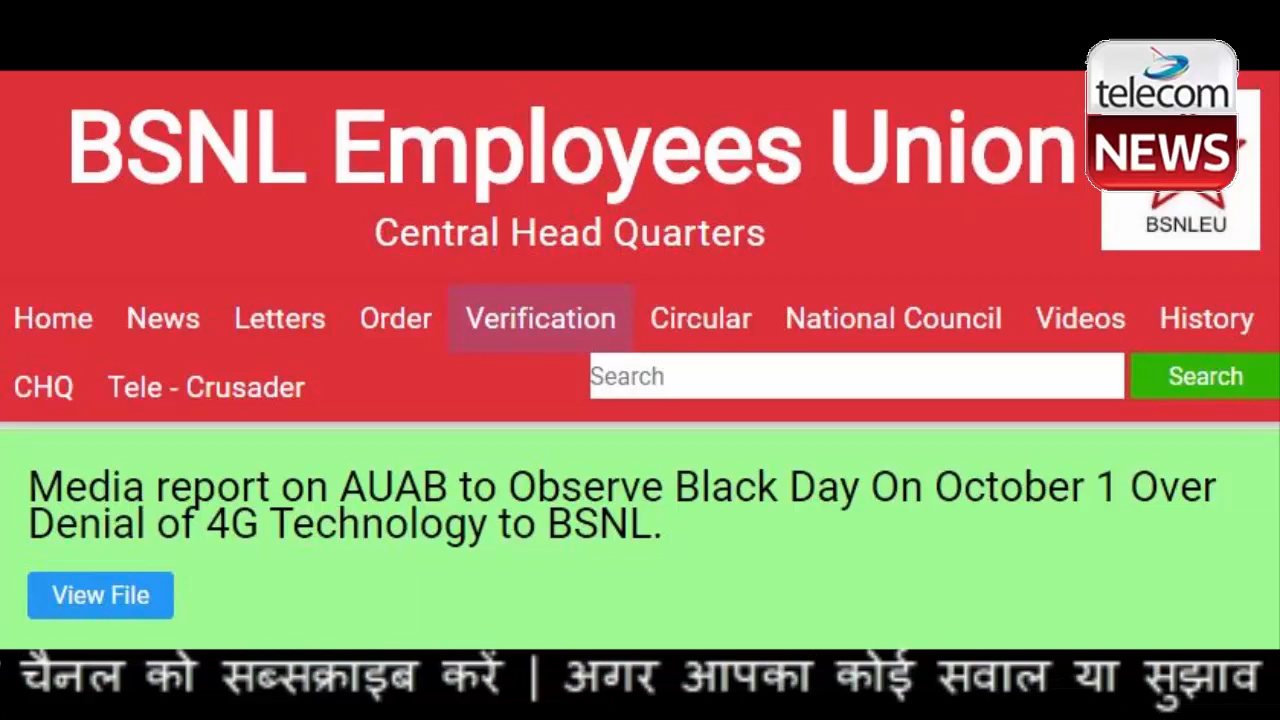 telecom
NEWS
BSNL Employees Union
Central Head Quarters
BSNLEU
Home News Letters Order Verification Circular National Council Videos History
CHQ Tele - Crusader Search Search
Media report on AUAB to Observe Black Day On October 1 Over
Denial of 4G Technology to BSNL.
View File
चैनल को सब्सक्राइब करें | अगर आपका कोई सवाल या सुझाव